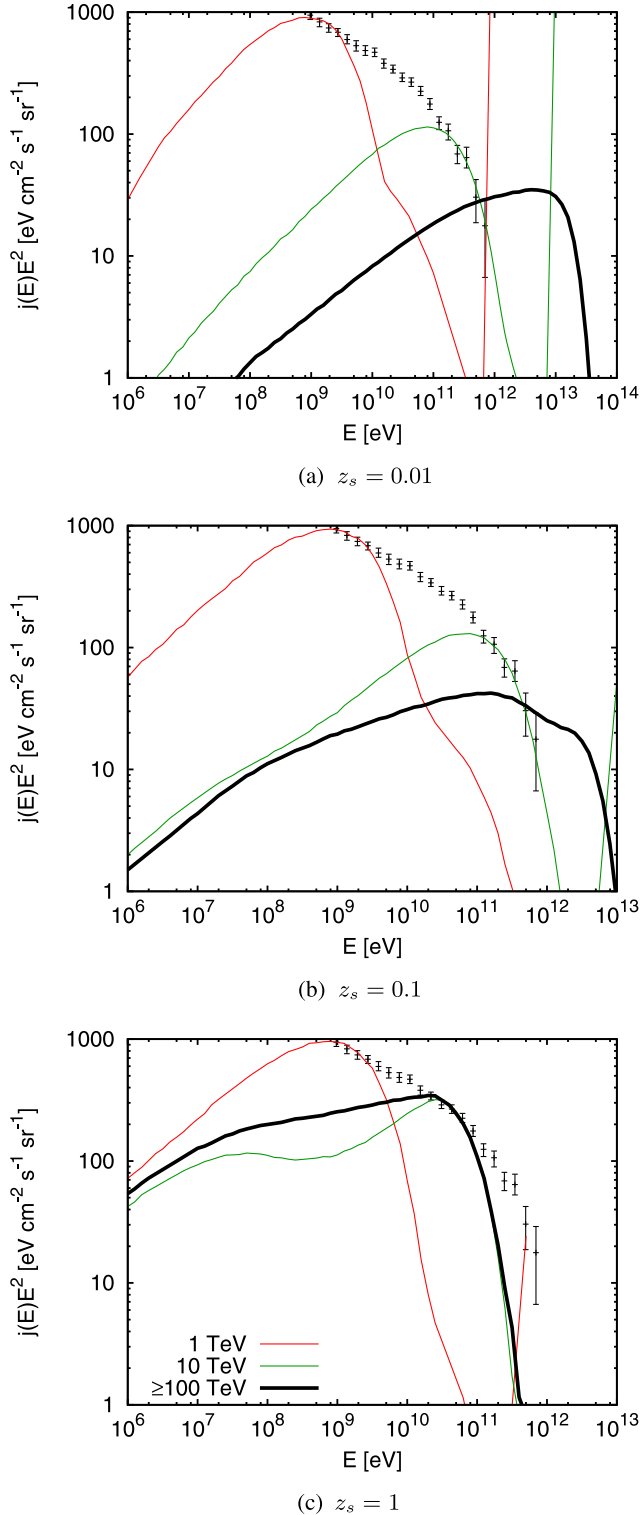 1000
100
10
1
j(E)E² [eV cm⁻² s⁻¹ sr⁻¹]
10⁶ 10⁷ 10⁸ 10⁹ 10¹⁰ 10¹¹ 10¹² 10¹³ 10¹⁴
E [eV]
(a) zₛ = 0.01
1000
100
10
1
j(E)E² [eV cm⁻² s⁻¹ sr⁻¹]
10⁶ 10⁷ 10⁸ 10⁹ 10¹⁰ 10¹¹ 10¹² 10¹³
E [eV]
(b) zₛ = 0.1
1000
100
10
1
j(E)E² [eV cm⁻² s⁻¹ sr⁻¹]
1 TeV
10 TeV
≥100 TeV
10⁶ 10⁷ 10⁸ 10⁹ 10¹⁰ 10¹¹ 10¹² 10¹³
E [eV]
(c) zₛ = 1